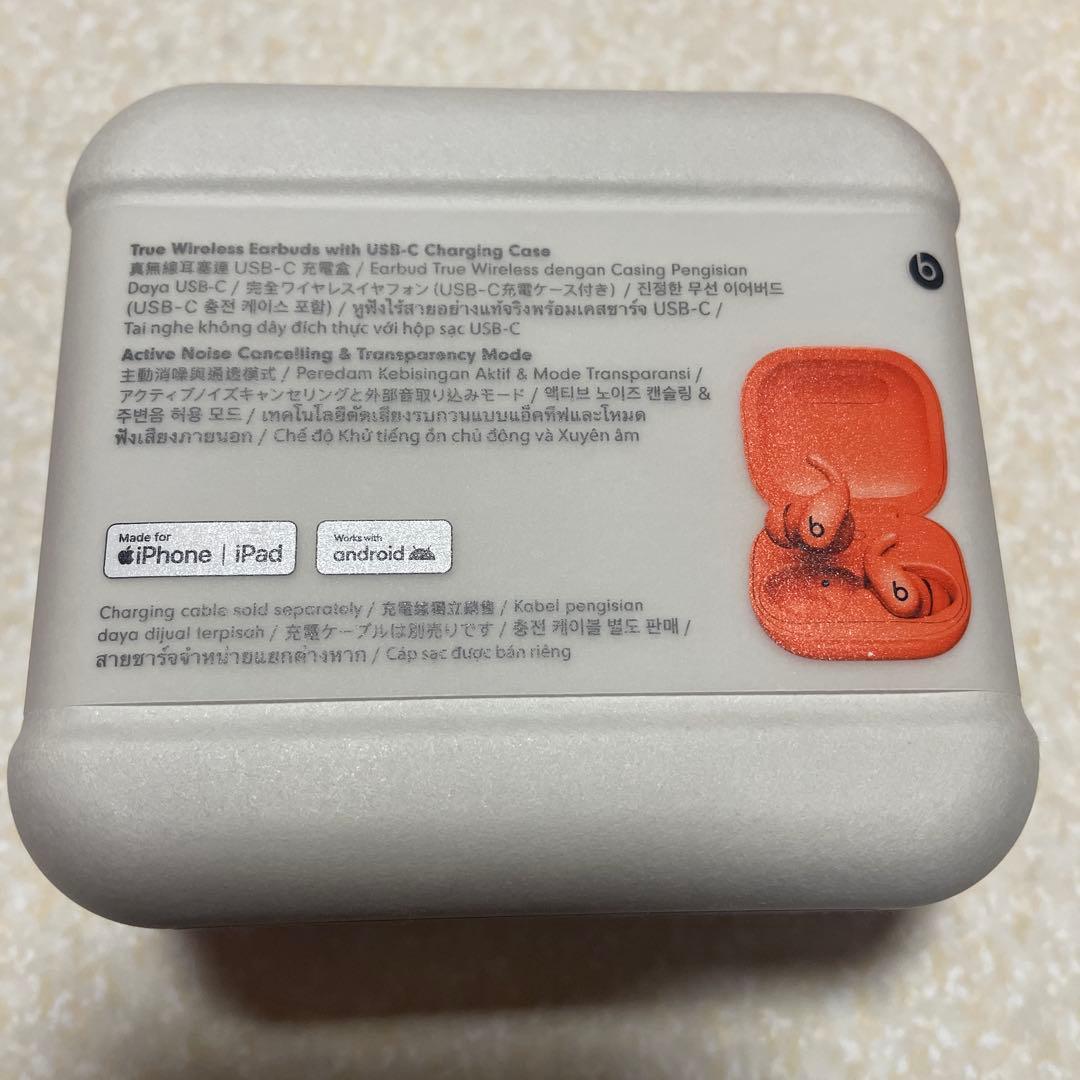 True Wireless Earbuds with USB-C Charging Case
真無線耳塞連 USB-C 充電盒 / Earbud True Wireless dengan Casing Pengisian
Daya USB-C / 完全ワイヤレスイヤフォン (USB-C充電ケース付き) / 진정한 무선 이어버드
(USB-C 충전 케이스 포함) / หูฟังไร้สายอย่างแท้จริงพร้อมเคสชาร์จ USB-C /
Tai nghe không dây đích thực với hộp sạc USB-C
Active Noise Cancelling & Transparency Mode
主動消噪與通透模式 / Peredam Kebisingan Aktif & Mode Transparansi /
アクティブノイズキャンセリングと外部音取り込みモード / 액티브 노이즈 캔슬링 &
주변음 허용 모드 / เทคโนโลยีตัดเสียงรบกวนแบบแอ็คทีฟและโหมด
ฟังเสียงภายนอก / Chế độ Khử tiếng ồn chủ động và Xuyên âm
Made for
iPhone | iPad
Works with
android
Charging cable sold separately / 充電線獨立銷售 / Kabel pengisian
daya dijual terpisah / 充電ケーブルは別売りです / 충전 케이블 별도 판매 /
สายชาร์จจำหน่ายแยกต่างหาก / Cáp sạc được bán riêng
b
b
b